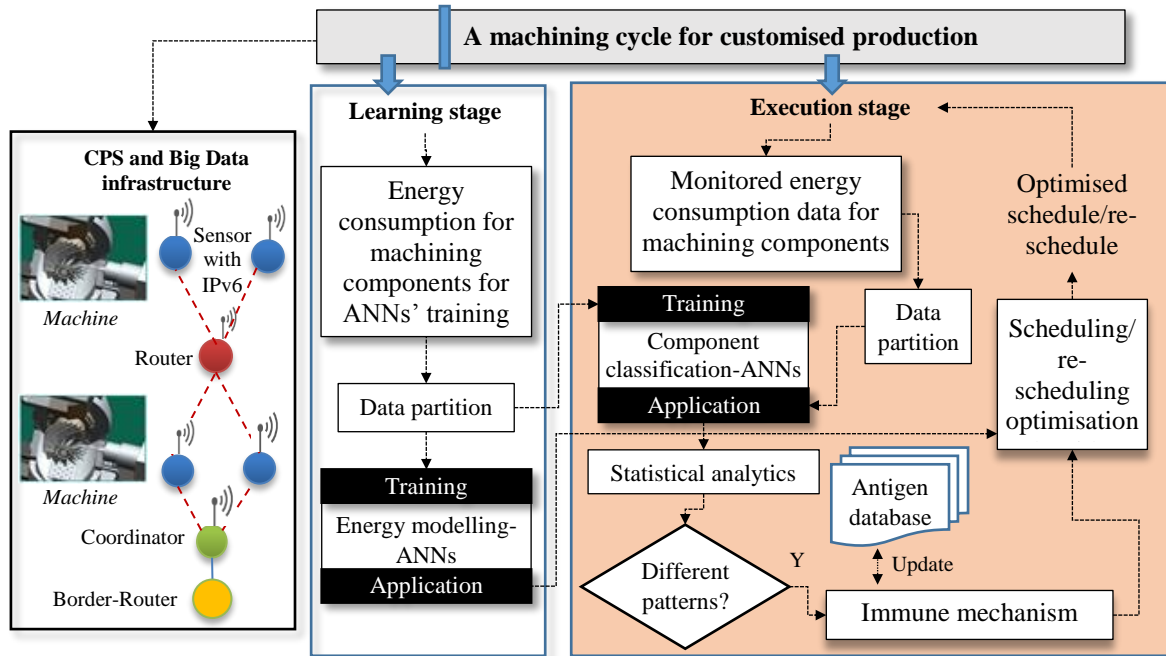 A machining cycle for customised production
CPS and Big Data
infrastructure
Sensor
with
IPv6
Machine
Router
Machine
Coordinator
Border-Router
Learning stage
Energy
consumption for
machining
components for
ANNs’ training
Data partition
Training
Energy modelling-
ANNs
Application
Execution stage
Monitored energy
consumption data for
machining components
Data
partition
Training
Component
classification-ANNs
Application
Statistical analytics
Different
patterns?
Y
Antigen
database
Update
Immune mechanism
Scheduling/
re-
scheduling
optimisation
Optimised
schedule/re-
schedule